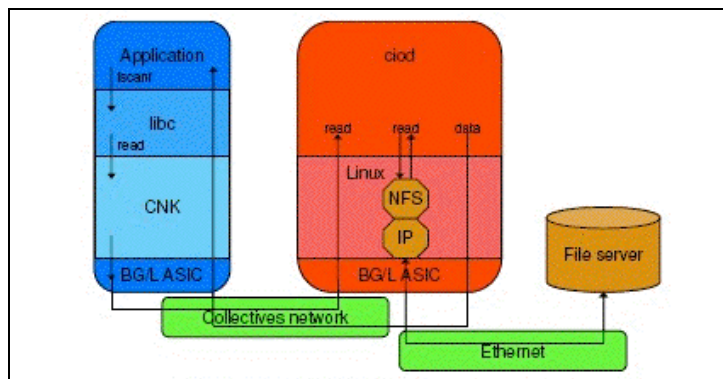 Application
fscanf
libc
read
CNK
BG/L ASIC
ciod
read
read
data
Linux
NFS
IP
BG/L ASIC
File server
Collectives network
Ethernet